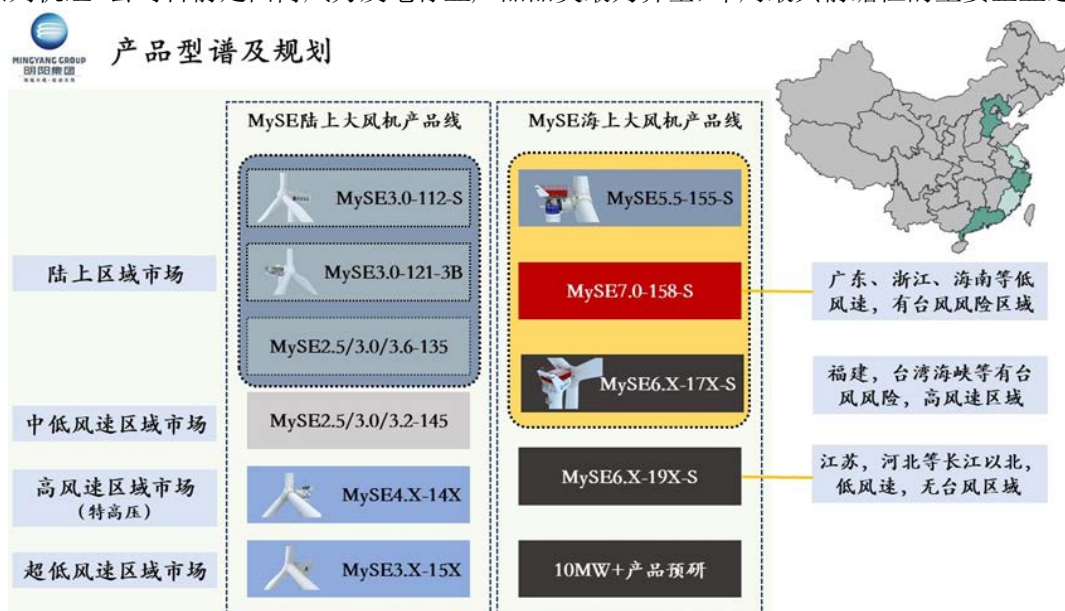 MINGYANG GROUP
明阳集团
产品型谱及规划
MySE陆上大风机产品线
MySE海上大风机产品线
陆上区域市场
MySE3.0-112-S
MySE3.0-121-3B
MySE2.5/3.0/3.6-135
中低风速区域市场
MySE2.5/3.0/3.2-145
高风速区域市场
(特高压)
MySE4.X-14X
超低风速区域市场
MySE3.X-15X
MySE5.5-155-S
MySE7.0-158-S
MySE6.X-17X-S
MySE6.X-19X-S
10MW+产品预研
广东、浙江、海南等低
风速，有台风风险区域
福建，台湾海峡等有台
风风险，高风速区域
江苏，河北等长江以北，
低风速，无台风区域